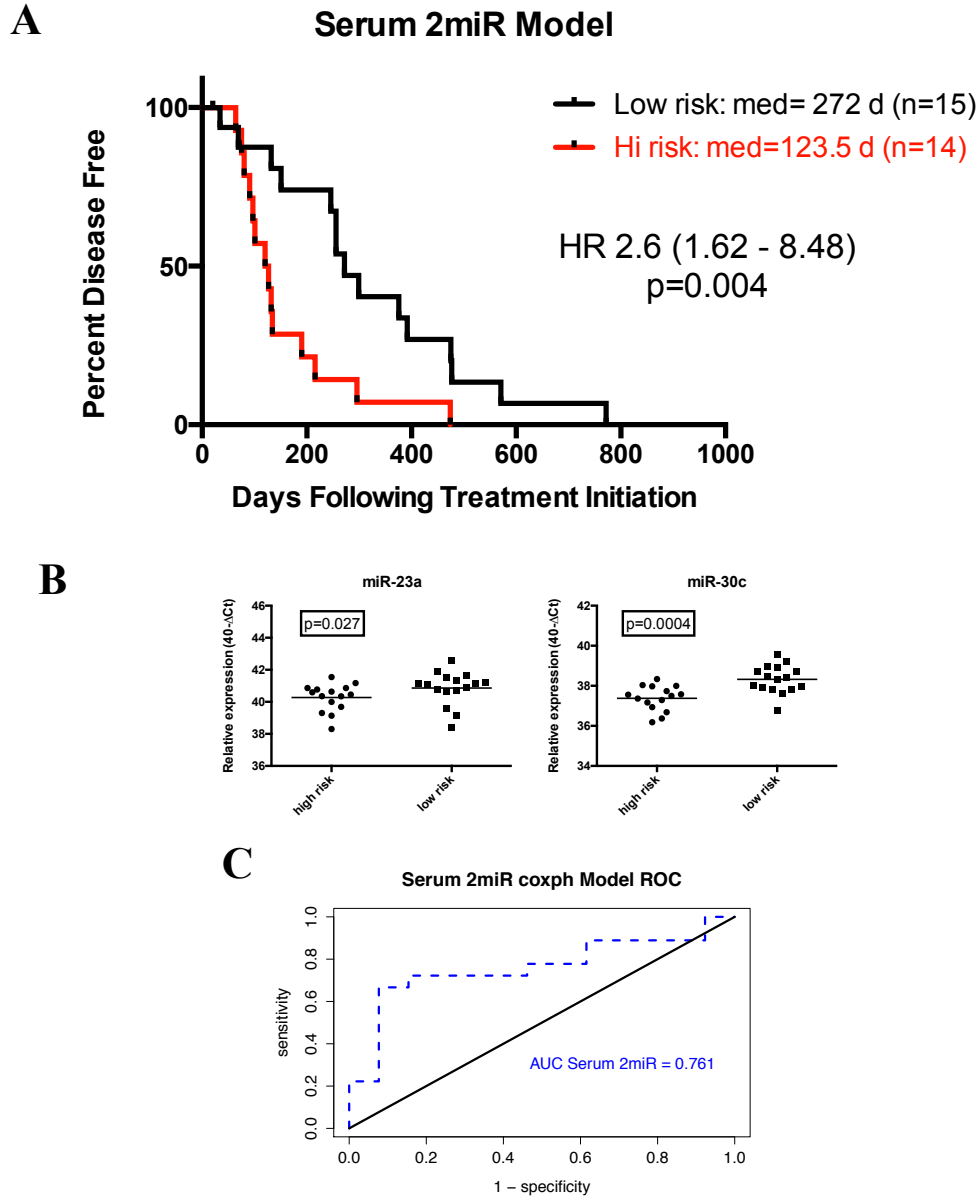 A
Serum 2miR Model
Low risk: med= 272 d (n=15)
Hi risk: med=123.5 d (n=14)
HR 2.6 (1.62 - 8.48)
p=0.004
Percent Disease Free
100
50
0
0 200 400 600 800 1000
Days Following Treatment Initiation
B
miR-23a
Relative expression (40-ΔCt)
46
44
42
40
38
36
p=0.027
high risk
low risk
miR-30c
Relative expression (40-ΔCt)
42
40
38
36
34
p=0.0004
high risk
low risk
C
Serum 2miR coxph Model ROC
sensitivity
1.0
0.8
0.6
0.4
0.2
0.0
AUC Serum 2miR = 0.761
0.0 0.2 0.4 0.6 0.8 1.0
1 − specificity